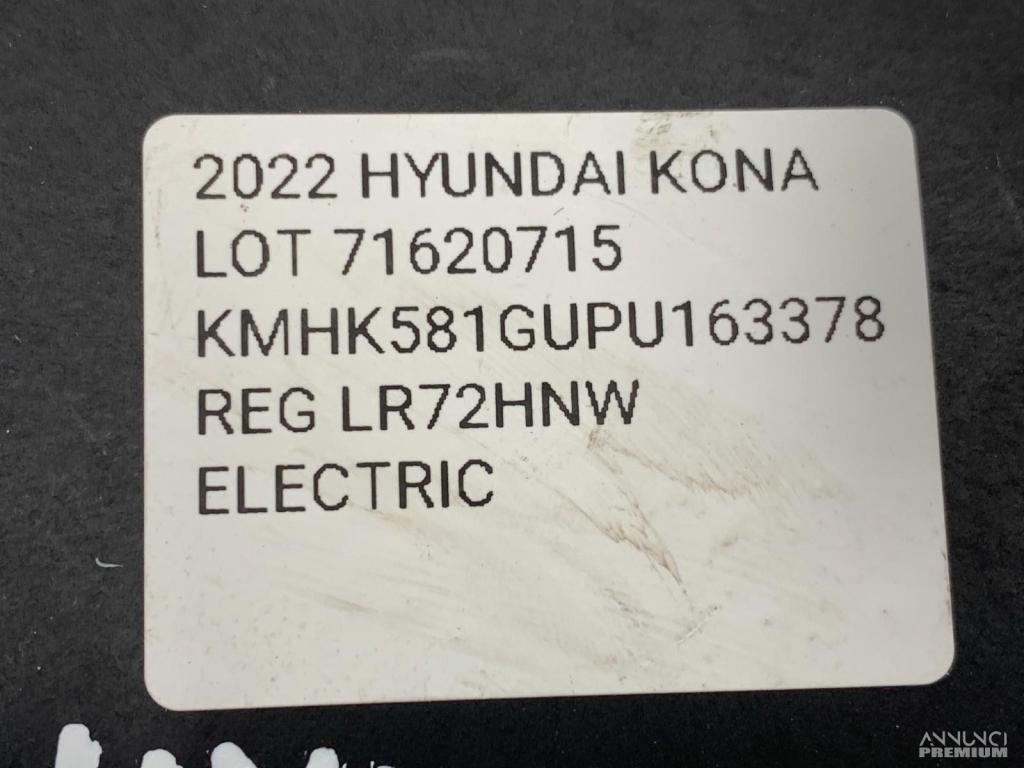 2022 HYUNDAI KONA
LOT 71620715
KMHK581GUPU163378
REG LR72HNW
ELECTRIC
ANNUNCI
PREMIUM